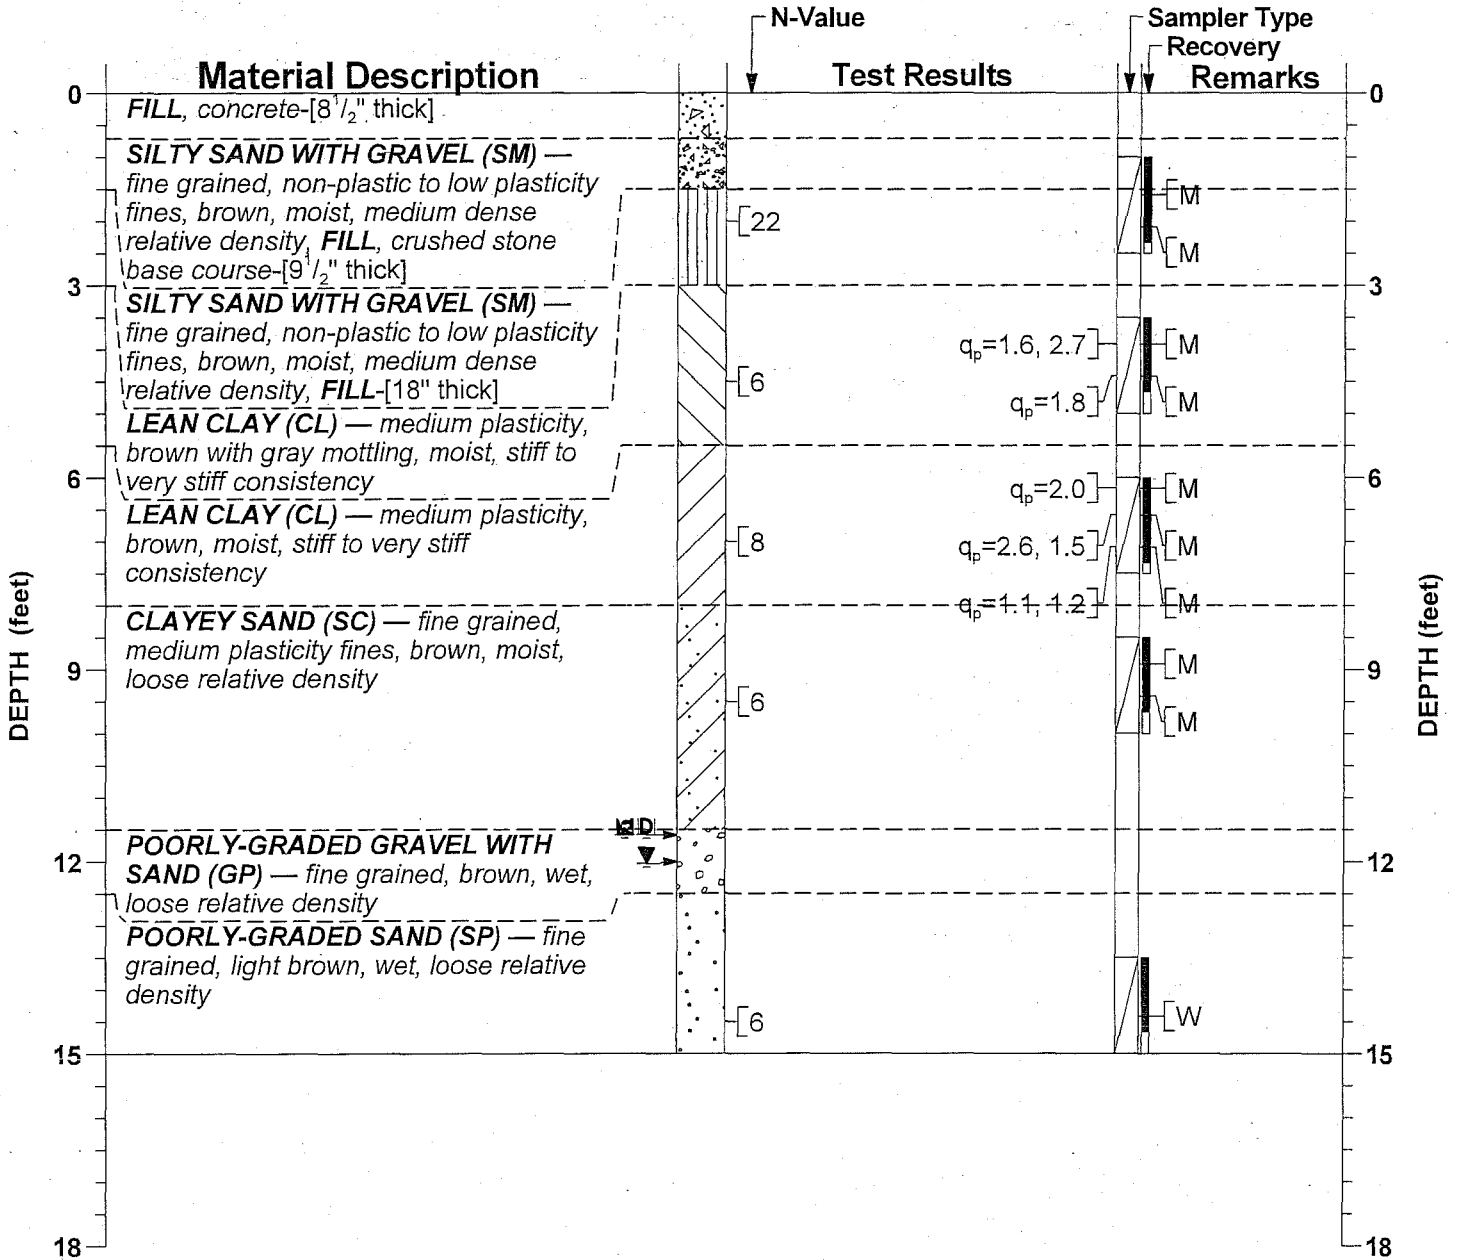 N-Value
Sampler Type
Recovery
Material Description
Test Results
Remarks
0
FILL, concrete-[8 1/2" thick]
0
SILTY SAND WITH GRAVEL (SM) —
fine grained, non-plastic to low plasticity
fines, brown, moist, medium dense
relative density, FILL, crushed stone
base course-[9 1/2" thick]
[22
[M
[M
3
3
SILTY SAND WITH GRAVEL (SM) —
fine grained, non-plastic to low plasticity
fines, brown, moist, medium dense
relative density, FILL-[18" thick]
[6
qp=1.6, 2.7]
[M
qp=1.8]
[M
LEAN CLAY (CL) — medium plasticity,
brown with gray mottling, moist, stiff to
very stiff consistency
6
6
qp=2.0]
[M
LEAN CLAY (CL) — medium plasticity,
brown, moist, stiff to very stiff
consistency
[8
qp=2.6, 1.5]
[M
qp=1.1, 1.2]
[M
CLAYEY SAND (SC) — fine grained,
medium plasticity fines, brown, moist,
loose relative density
9
9
[6
[M
[M
DEPTH (feet)
DEPTH (feet)
POORLY-GRADED GRAVEL WITH
SAND (GP) — fine grained, brown, wet,
loose relative density
12
12
POORLY-GRADED SAND (SP) — fine
grained, light brown, wet, loose relative
density
[6
[W
15
15
18
18